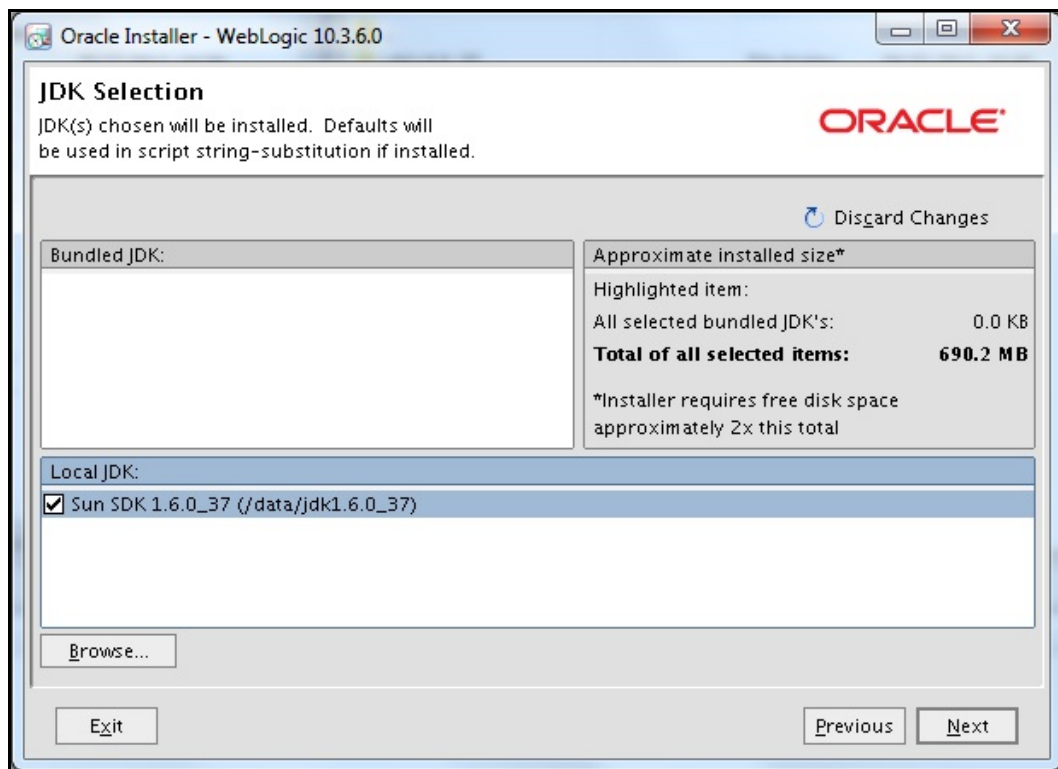 Oracle Installer - WebLogic 10.3.6.0
JDK Selection
JDK(s) chosen will be installed. Defaults will
be used in script string-substitution if installed.
ORACLE
Discard Changes
Bundled JDK:
Approximate installed size*
Highlighted item:
All selected bundled JDK's: 0.0 KB
Total of all selected items: 690.2 MB
*Installer requires free disk space
approximately 2x this total
Local JDK:
Sun SDK 1.6.0_37 (/data/jdk1.6.0_37)
Browse...
Exit
Previous
Next